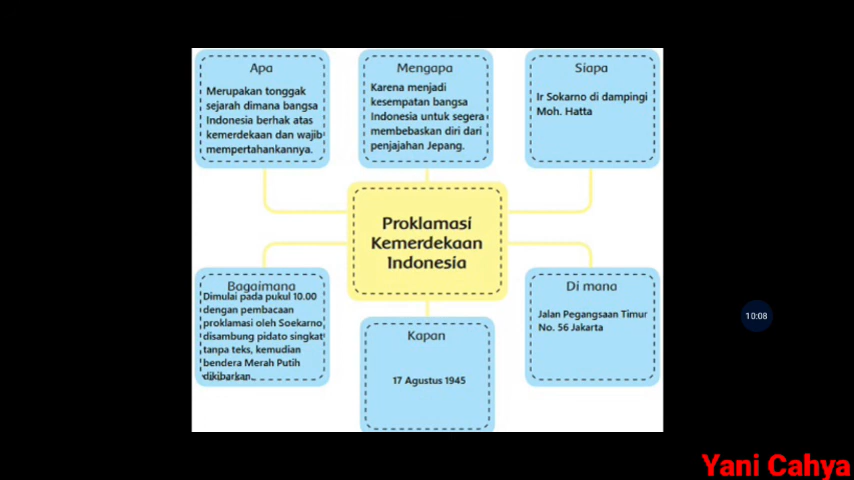 Apa
Merupakan tonggak
sejarah dimana bangsa
Indonesia berhak atas
kemerdekaan dan wajib
mempertahankannya.
Mengapa
Karena menjadi
kesempatan bangsa
Indonesia untuk segera
membebaskan diri dari
penjajahan Jepang.
Siapa
Ir Sokarno di dampingi
Moh. Hatta
Proklamasi
Kemerdekaan
Indonesia
Bagaimana
Dimulai pada pukul 10.00
dengan pembacaan
proklamasi oleh Soekarno,
disambung pidato singkat
tanpa teks, kemudian
bendera Merah Putih
dikibarkan.
Kapan
17 Agustus 1945
Di mana
Jalan Pegangsaan Timur
No. 56 Jakarta
10:08
Yani Cahya